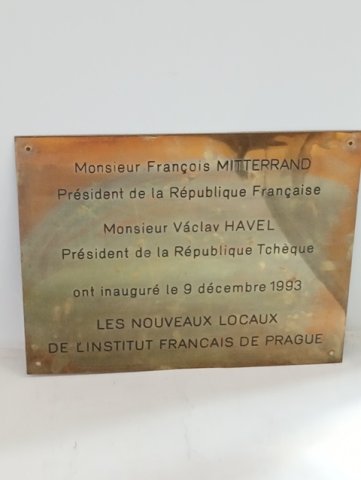 Monsieur François MITTERRAND
Président de la République Française
Monsieur Václav HAVEL
Président de la République Tchèque
ont inauguré le 9 décembre 1993
LES NOUVEAUX LOCAUX
DE L'INSTITUT FRANCAIS DE PRAGUE